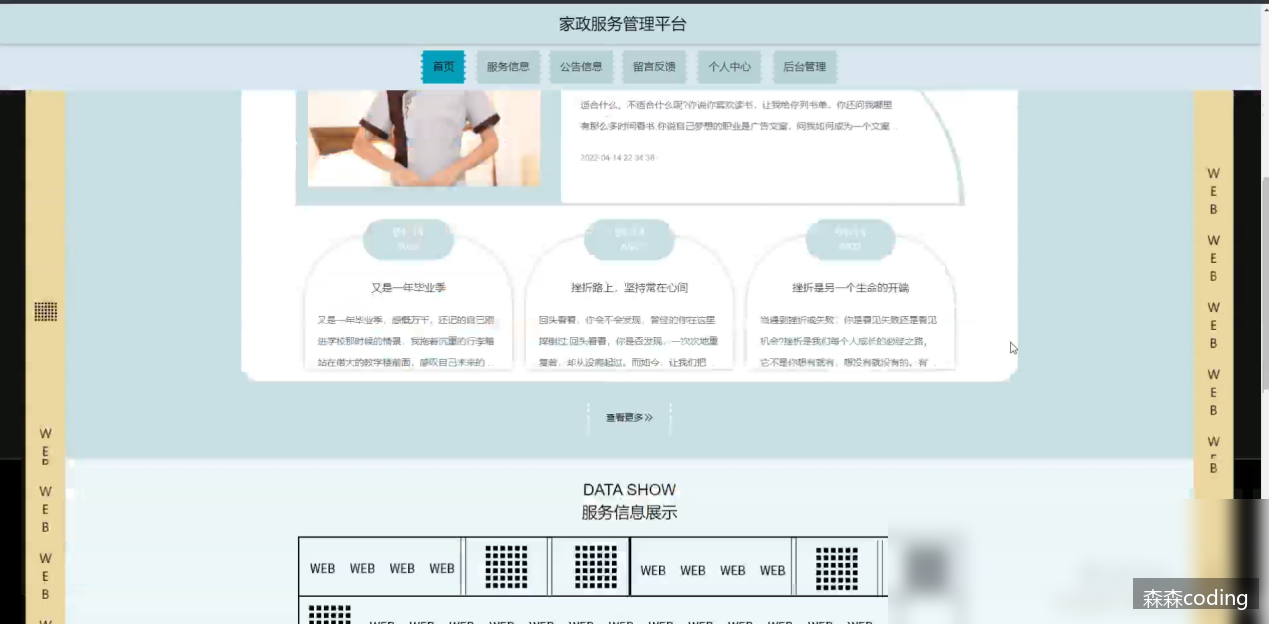 家政服务管理平台
首页 服务信息 公告信息 留言反馈 个人中心 后台管理
适合什么。不适合什么呢?你说你喜欢读书，让我给你列书单，你还问我哪里
有那么多时间看书;你说自己梦想的职业是广告文案，问我如何成为一个文案...
2022-04-14 22:34:38
又是一年毕业季
又是一年毕业季，感慨万千，还记的自己刚
进学校那时候的情景，我拖着沉重的行李箱
站在偌大的教学楼前面，感叹自己未来的...
挫折路上，坚持常在心间
回头看看，你会不会发现，曾经的你在这里
摔倒过;回头看看，你是否发现，一次次地重
复着，却从没爬起过。而如今，让我们把...
挫折是另一个生命的开端
当遇到挫折或失败，你是看见失败还是看见
机会?挫折是我们每个人成长的必经之路，
它不是你想有就有，想没有就没有的。有...
查看更多
DATA SHOW
服务信息展示
WEB WEB WEB WEB WEB WEB WEB WEB
WEB
WEB
WEB
WEB
WEB
WEB
WEB
WEB
WEB
森森coding